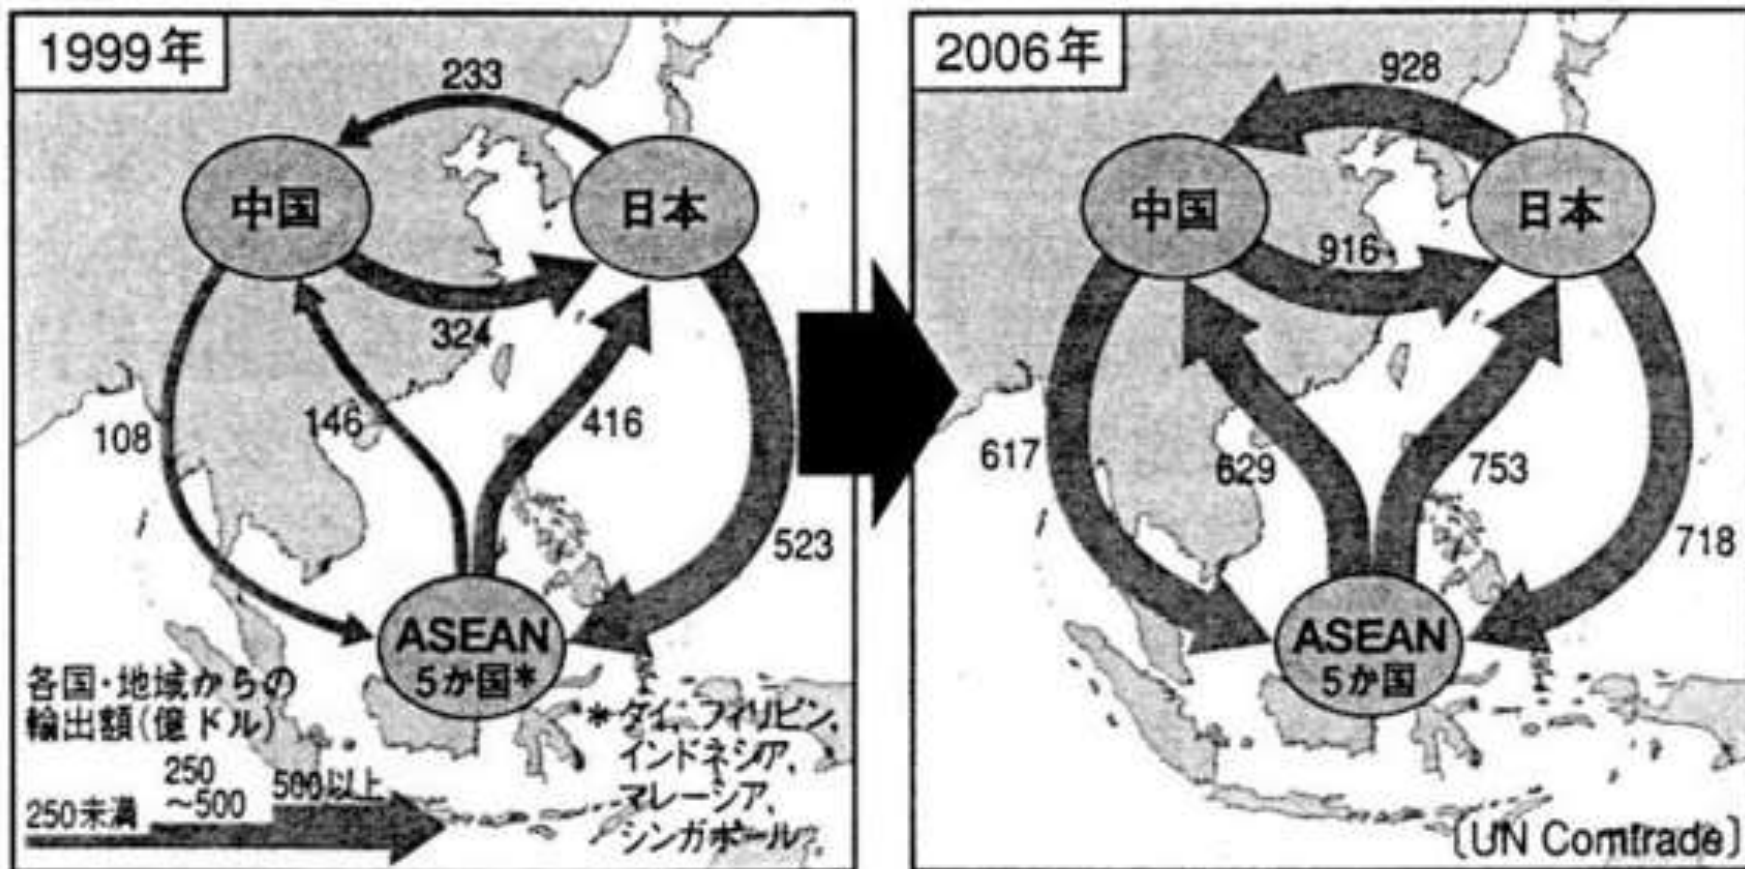 1999年
233
中国
日本
324
108
146
416
523
ASEAN
5か国*
各国・地域からの
輸出額(億ドル)
250未満
250
~500
500以上
*タイ、フィリピン、
インドネシア、
マレーシア、
シンガポール。
2006年
928
中国
日本
916
617
629
753
718
ASEAN
5か国
〔UN Comtrade〕